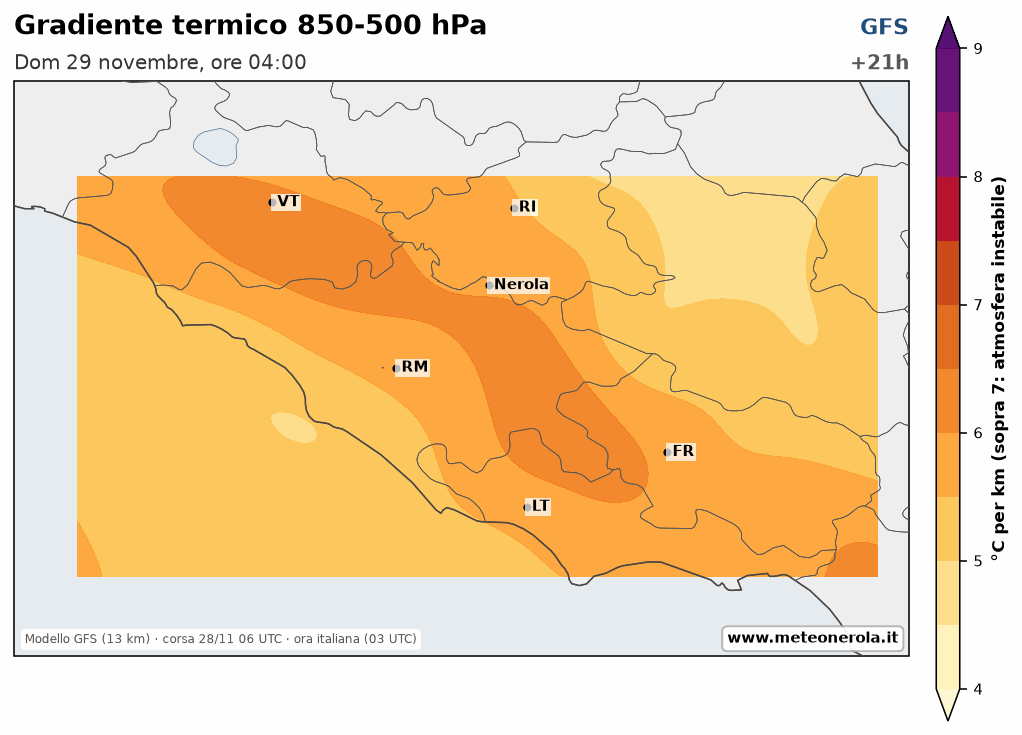 Gradiente termico 850-500 hPa
GFS
Dom 29 novembre, ore 04:00
+21h
VT
RI
Nerola
RM
FR
LT
9
8
7
6
5
4
°C per km (sopra 7: atmosfera instabile)
Modello GFS (13 km) · corsa 28/11 06 UTC · ora italiana (03 UTC)
www.meteonerola.it